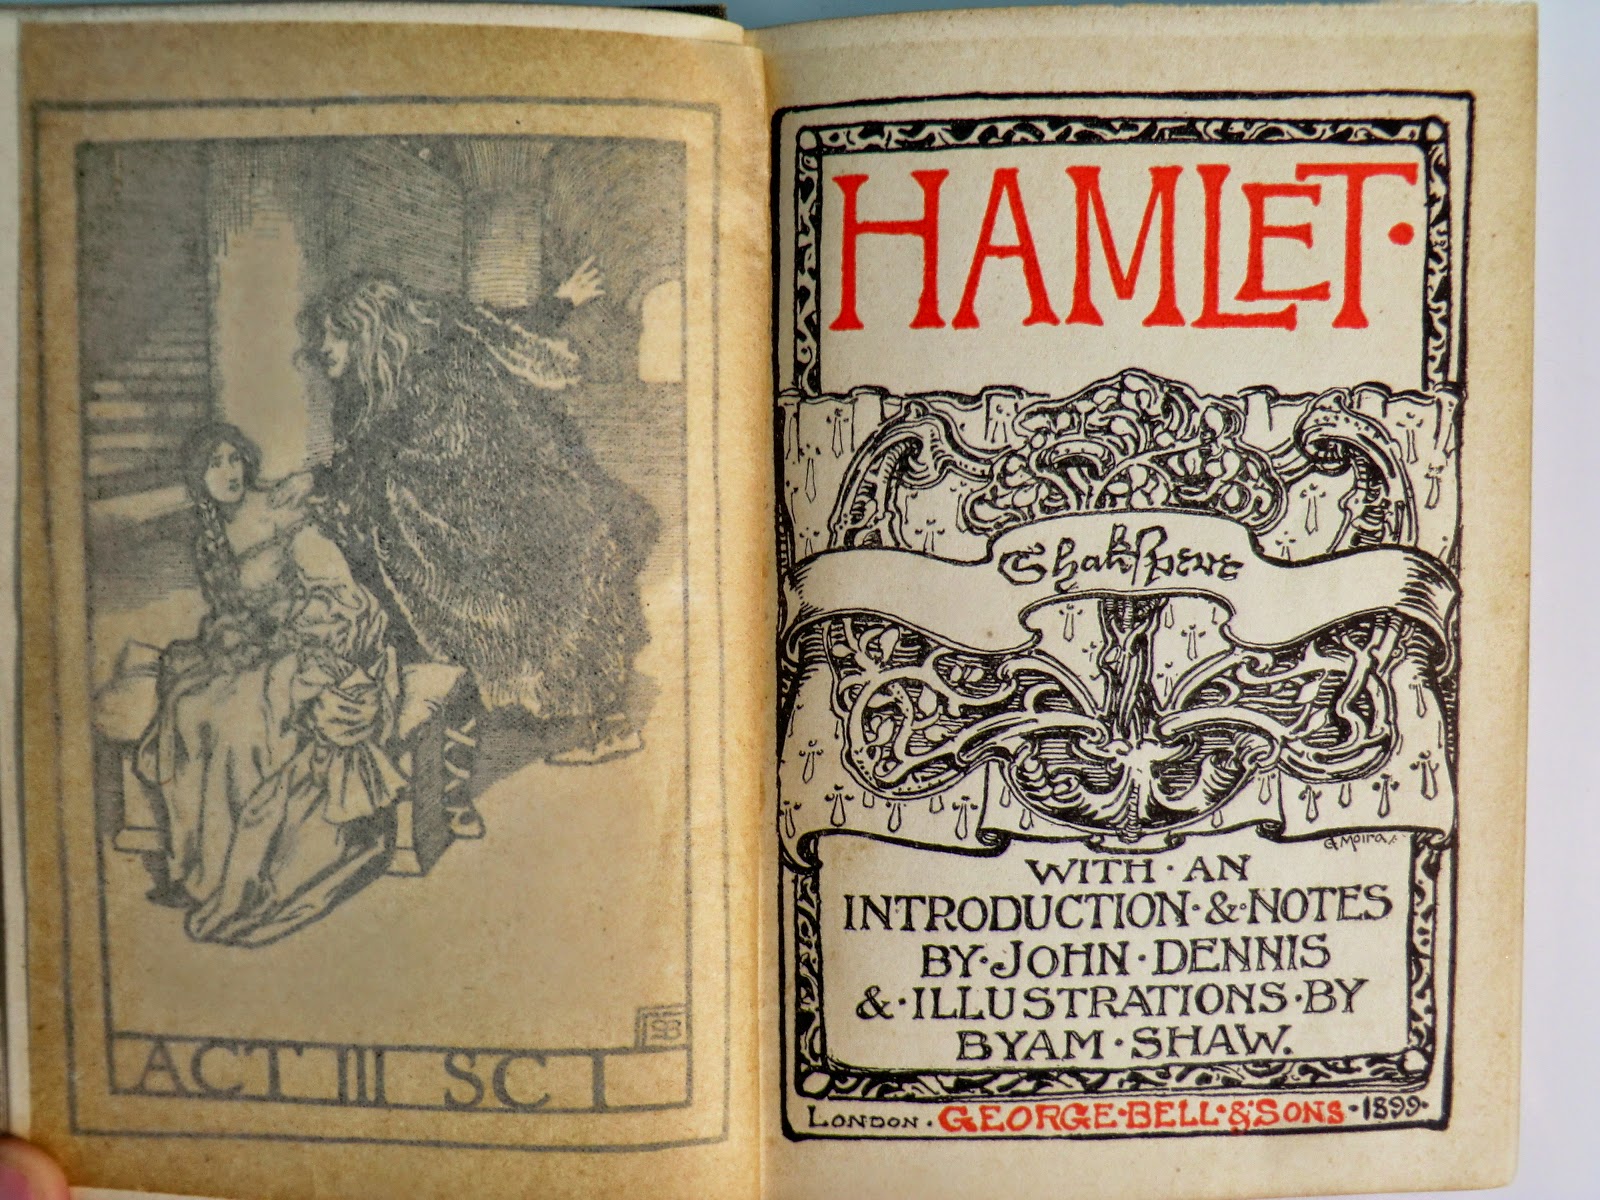 ACT III SC I
HAMLET·
Shakspere
G Moira
WITH·AN
INTRODUCTION·&·NOTES
BY·JOHN·DENNIS
&·ILLUSTRATIONS·BY
BYAM·SHAW.
LONDON·GEORGE·BELL·&·SONS·1899·